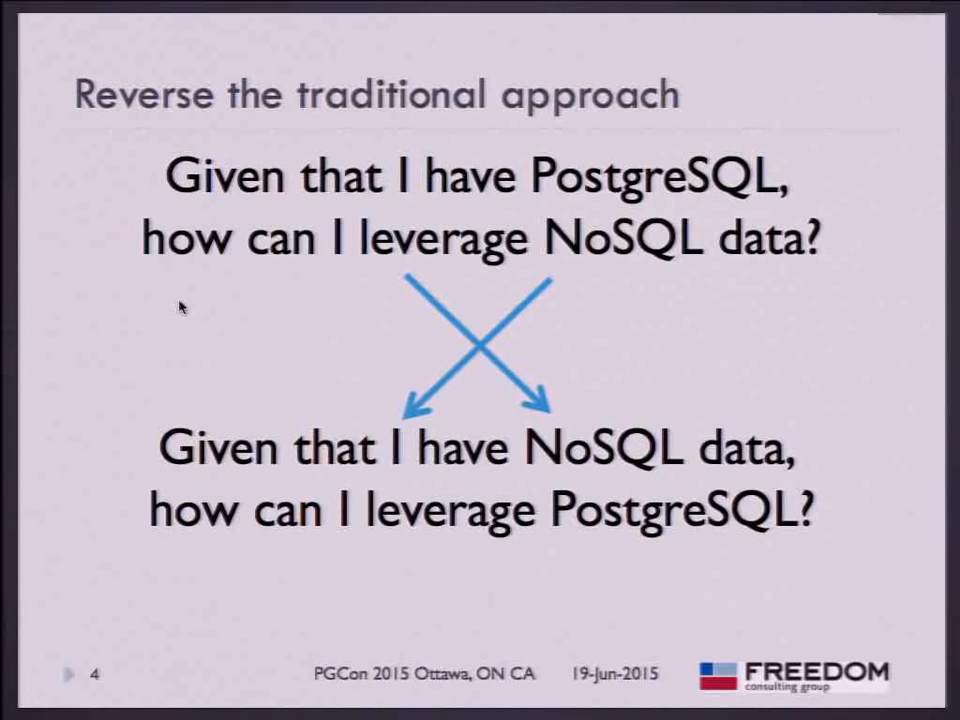 Reverse the traditional approach
Given that I have PostgreSQL,
how can I leverage NoSQL data?
Given that I have NoSQL data,
how can I leverage PostgreSQL?
4
PGCon 2015 Ottawa, ON CA
19-Jun-2015
FREEDOM
consulting group